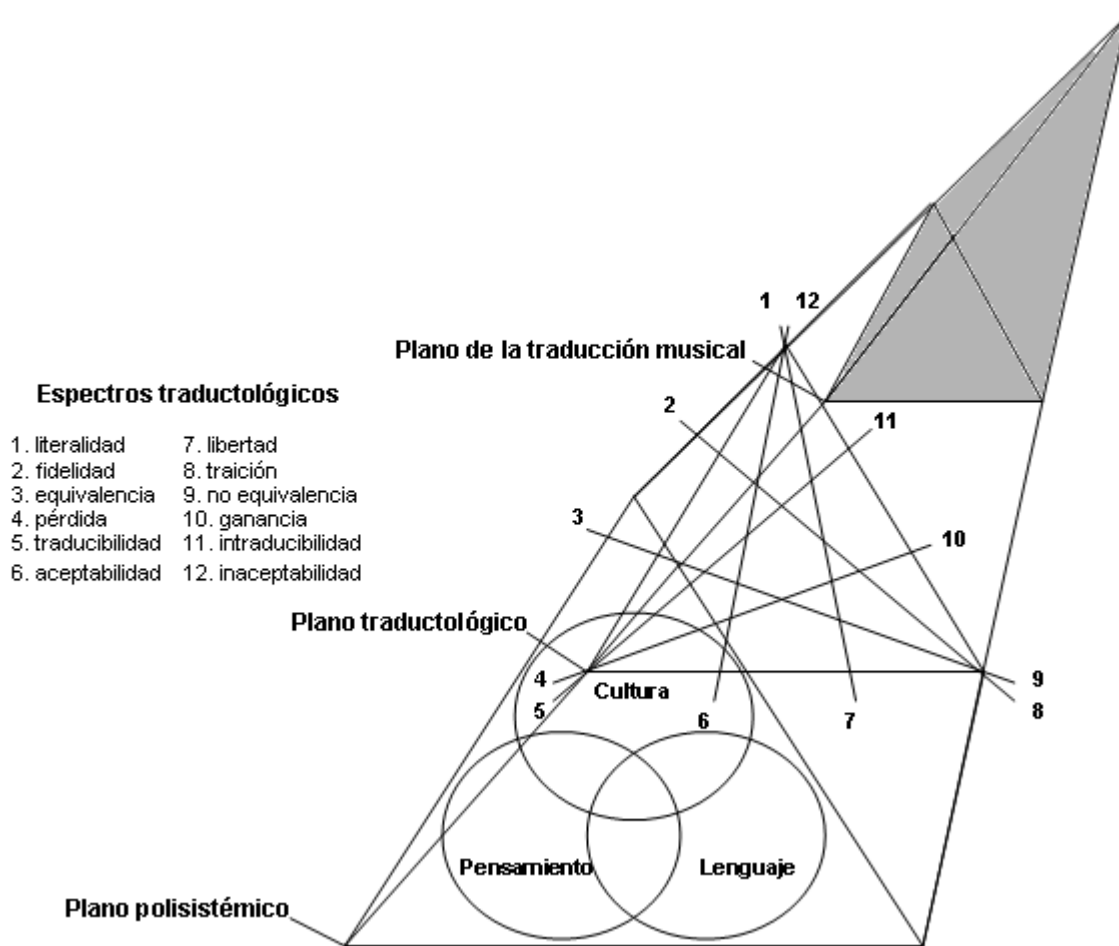 1 12
Plano de la traducción musical
Espectros traductológicos
2
11
1. literalidad 7. libertad
2. fidelidad 8. traición
3. equivalencia 9. no equivalencia
4. pérdida 10. ganancia
5. traducibilidad 11. intraducibilidad
6. aceptabilidad 12. inaceptabilidad
3
10
Plano traductológico
4
Cultura
9
5
6
7
8
Pensamiento
Lenguaje
Plano polisistémico